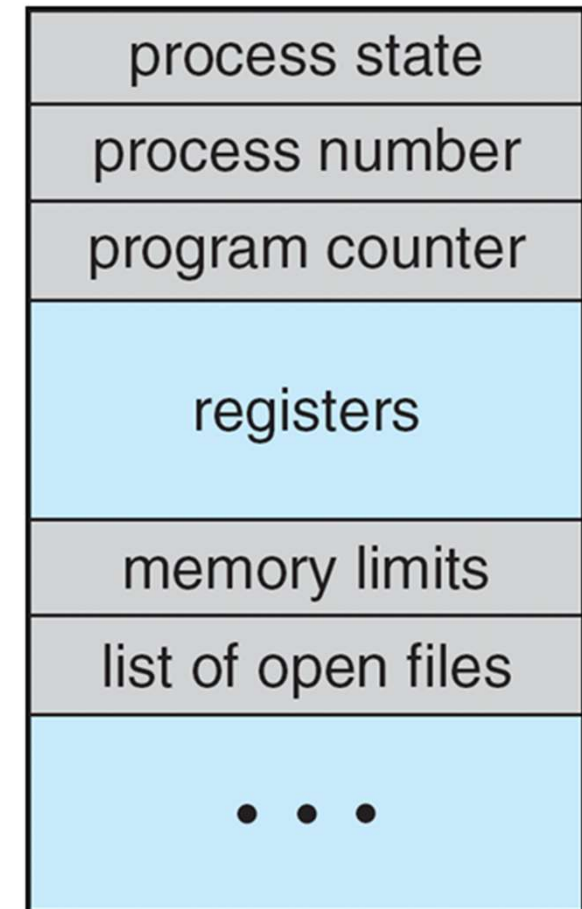 process state
process number
program counter
registers
memory limits
list of open files
• • •